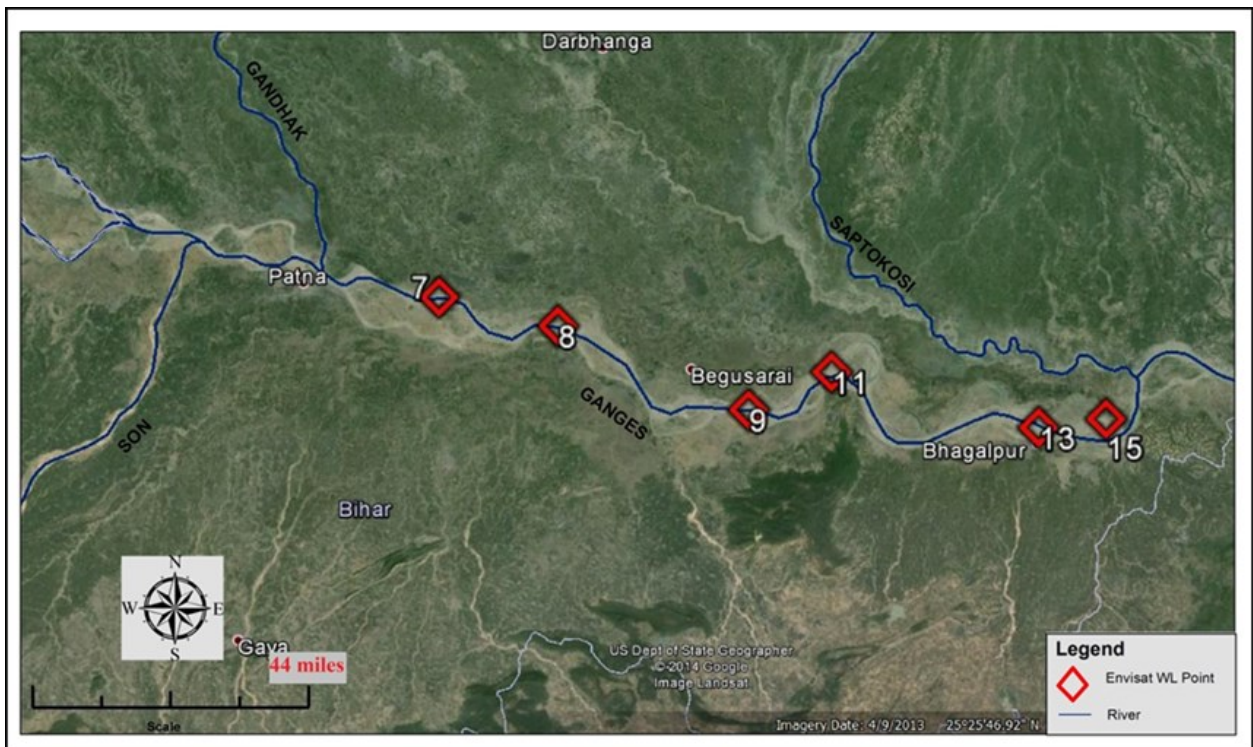 Darbhanga
GANDHAK
SAPTOKOSI
Patna
7
8
Begusarai
11
9
GANGES
SON
13
15
Bhagalpur
Bihar
N
W E
S
Gaya
44 miles
Scale
US Dept of State Geographer
© 2014 Google
Image Landsat
Legend
Envisat WL Point
River
Imagery Date: 4/9/2013 25°25'46.92" N